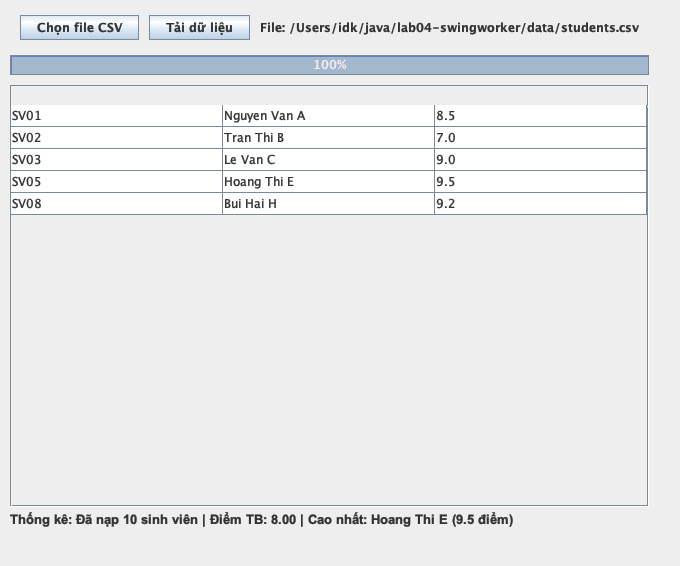 Chọn file CSV Tải dữ liệu File: /Users/idk/java/lab04-swingworker/data/students.csv
100%
SV01 Nguyen Van A 8.5
SV02 Tran Thi B 7.0
SV03 Le Van C 9.0
SV05 Hoang Thi E 9.5
SV08 Bui Hai H 9.2
Thống kê: Đã nạp 10 sinh viên | Điểm TB: 8.00 | Cao nhất: Hoang Thi E (9.5 điểm)